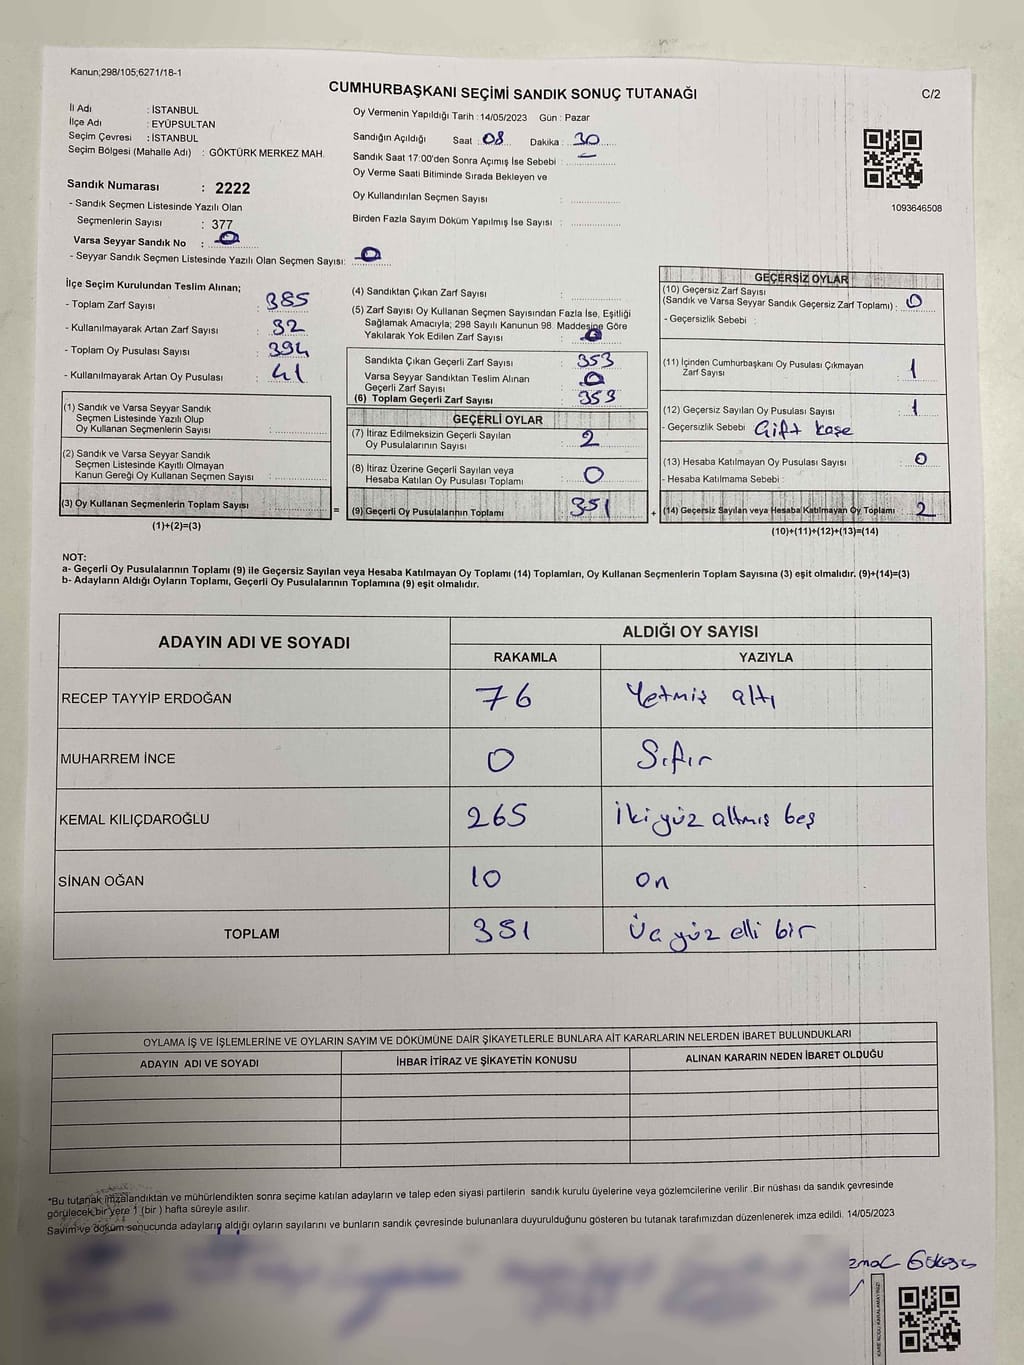 Kanun;298/105;6271/18-1
CUMHURBAŞKANI SEÇİMİ SANDIK SONUÇ TUTANAĞI
C/2
İl Adı : İSTANBUL
İlçe Adı : EYÜPSULTAN
Seçim Çevresi : İSTANBUL
Seçim Bölgesi (Mahalle Adı) : GÖKTÜRK MERKEZ MAH.
Oy Vermenin Yapıldığı Tarih : 14/05/2023 Gün : Pazar
Sandığın Açıldığı Saat : 08 Dakika : 30
Sandık Saat 17:00'den Sonra Açımış İse Sebebi : —
Oy Verme Saati Bitiminde Sırada Bekleyen ve
Oy Kullandırılan Seçmen Sayısı :
Birden Fazla Sayım Döküm Yapılmış İse Sayısı :
1093646508
Sandık Numarası : 2222
- Sandık Seçmen Listesinde Yazılı Olan
Seçmenlerin Sayısı : 377
Varsa Seyyar Sandık No : 0
- Seyyar Sandık Seçmen Listesinde Yazılı Olan Seçmen Sayısı: 0
İlçe Seçim Kurulundan Teslim Alınan;
- Toplam Zarf Sayısı : 385
- Kullanılmayarak Artan Zarf Sayısı : 32
- Toplam Oy Pusulası Sayısı : 394
- Kullanılmayarak Artan Oy Pusulası : 41
(1) Sandık ve Varsa Seyyar Sandık
Seçmen Listesinde Yazılı Olup
Oy Kullanan Seçmenlerin Sayısı :
(2) Sandık ve Varsa Seyyar Sandık
Seçmen Listesinde Kayıtlı Olmayan
Kanun Gereği Oy Kullanan Seçmen Sayısı :
(3) Oy Kullanan Seçmenlerin Toplam Sayısı
(1)+(2)=(3)
=
(4) Sandıktan Çıkan Zarf Sayısı :
(5) Zarf Sayısı Oy Kullanan Seçmen Sayısından Fazla İse, Eşitliği
Sağlamak Amacıyla; 298 Sayılı Kanunun 98. Maddesine Göre
Yakılarak Yok Edilen Zarf Sayısı : 0
Sandıkta Çıkan Geçerli Zarf Sayısı : 353
Varsa Seyyar Sandıktan Teslim Alınan
Geçerli Zarf Sayısı : 0
(6) Toplam Geçerli Zarf Sayısı : 353
GEÇERLİ OYLAR
(7) İtiraz Edilmeksizin Geçerli Sayılan
Oy Pusulalarının Sayısı : 2
(8) İtiraz Üzerine Geçerli Sayılan veya
Hesaba Katılan Oy Pusulası Toplamı : 0
(9) Geçerli Oy Pusulalarının Toplamı : 351
+
GEÇERSİZ OYLAR
(10) Geçersiz Zarf Sayısı
(Sandık ve Varsa Seyyar Sandık Geçersiz Zarf Toplamı) : 0
- Geçersizlik Sebebi :
(11) İçinden Cumhurbaşkanı Oy Pusulası Çıkmayan
Zarf Sayısı : 1
(12) Geçersiz Sayılan Oy Pusulası Sayısı : 1
- Geçersizlik Sebebi : Çift kaşe
(13) Hesaba Katılmayan Oy Pusulası Sayısı : 0
- Hesaba Katılmama Sebebi :
(14) Geçersiz Sayılan veya Hesaba Katılmayan Oy Toplamı : 2
(10)+(11)+(12)+(13)=(14)
NOT:
a- Geçerli Oy Pusulalarının Toplamı (9) ile Geçersiz Sayılan veya Hesaba Katılmayan Oy Toplamı (14) Toplamları, Oy Kullanan Seçmenlerin Toplam Sayısına (3) eşit olmalıdır. (9)+(14)=(3)
b- Adayların Aldığı Oyların Toplamı, Geçerli Oy Pusulalarının Toplamına (9) eşit olmalıdır.
ADAYIN ADI VE SOYADI
ALDIĞI OY SAYISI
RAKAMLA YAZIYLA
RECEP TAYYİP ERDOĞAN 76 Yetmiş altı
MUHARREM İNCE 0 Sıfır
KEMAL KILIÇDAROĞLU 265 İkiyüz altmış beş
SİNAN OĞAN 10 on
TOPLAM 351 Üç yüz elli bir
OYLAMA İŞ VE İŞLEMLERİNE VE OYLARIN SAYIM VE DÖKÜMÜNE DAİR ŞİKAYETLERLE BUNLARA AİT KARARLARIN NELERDEN İBARET BULUNDUKLARI
ADAYIN ADI VE SOYADI İHBAR İTİRAZ VE ŞİKAYETİN KONUSU ALINAN KARARIN NEDEN İBARET OLDUĞU
*Bu tutanak imzalandıktan ve mühürlendikten sonra seçime katılan adayların ve talep eden siyasi partilerin sandık kurulu üyelerine veya gözlemcilerine verilir .Bir nüshası da sandık çevresinde
görülecek bir yere 1 (bir ) hafta süreyle asılır.
Sayım ve döküm sonucunda adayların aldığı oyların sayılarını ve bunların sandık çevresinde bulunanlara duyurulduğunu gösteren bu tutanak tarafımızdan düzenlenerek imza edildi. 14/05/2023